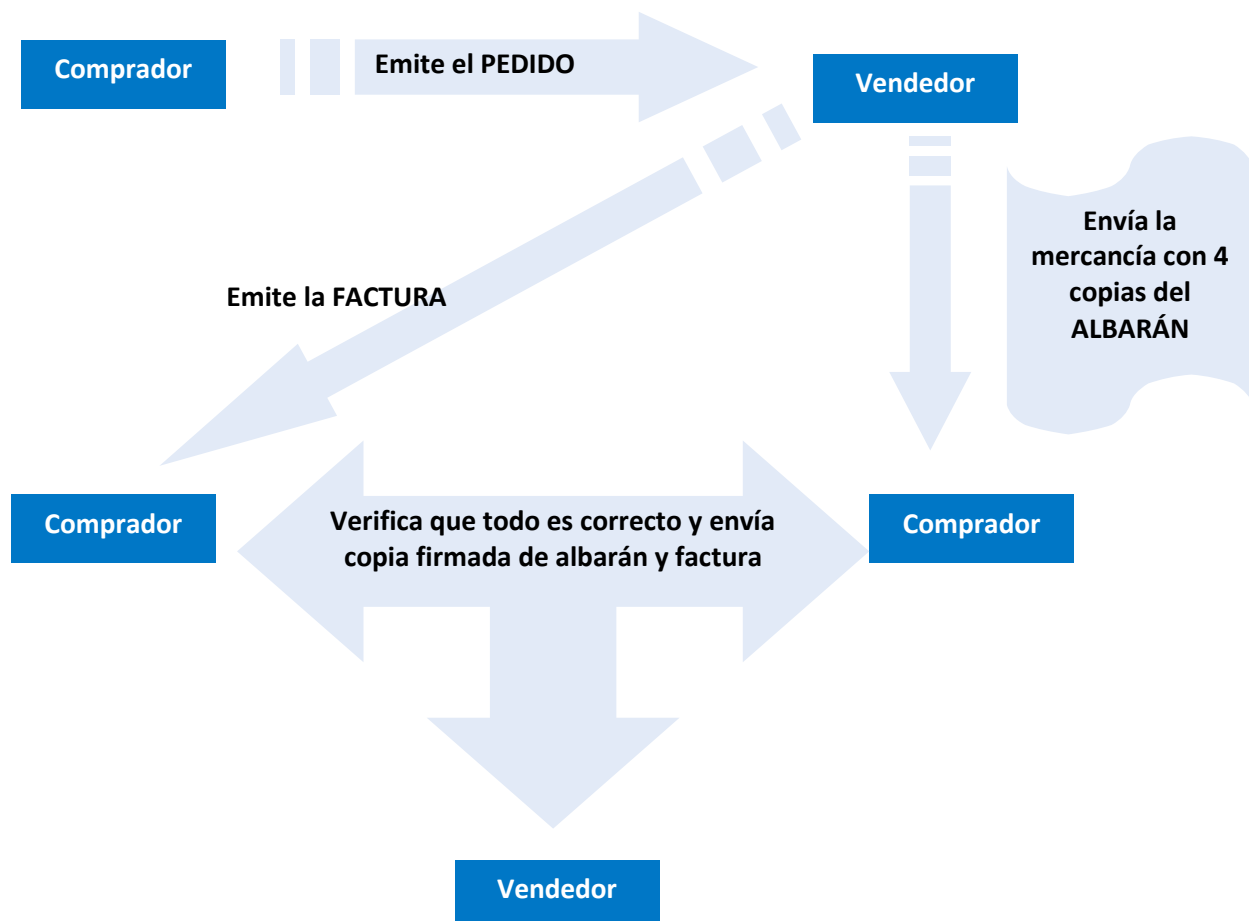 Comprador
Emite el PEDIDO
Vendedor
Envía la
mercancía con 4
copias del
ALBARÁN
Emite la FACTURA
Comprador
Verifica que todo es correcto y envía
copia firmada de albarán y factura
Comprador
Vendedor